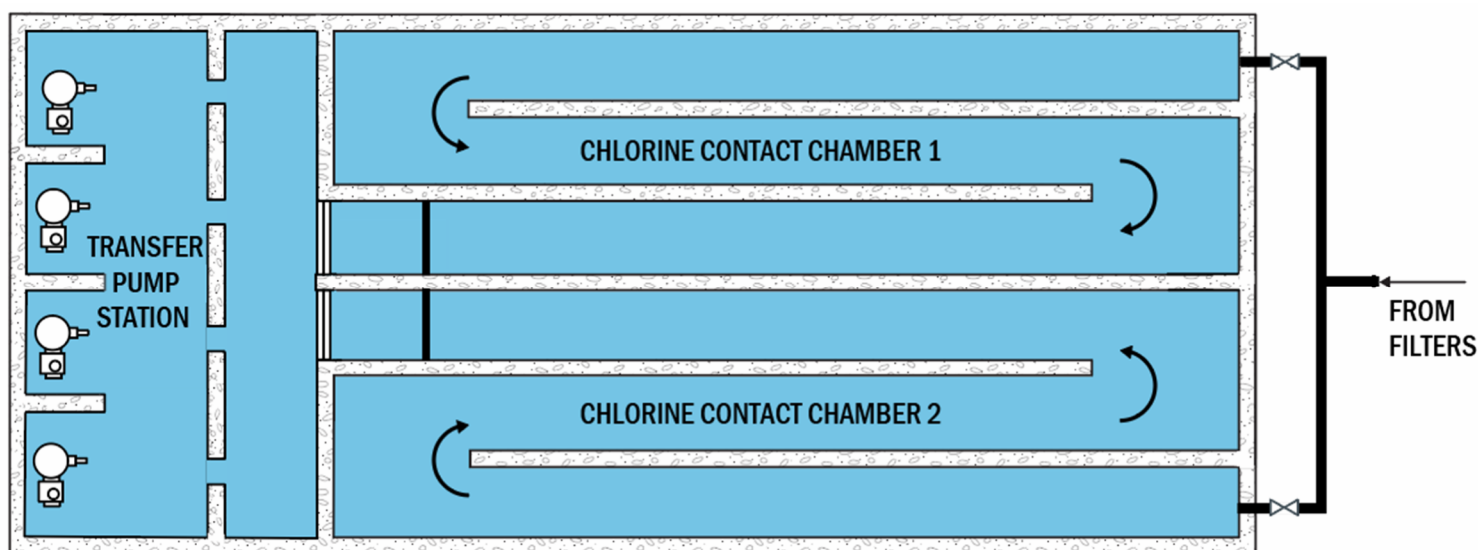 CHLORINE CONTACT CHAMBER 1
TRANSFER
PUMP
STATION
FROM
FILTERS
CHLORINE CONTACT CHAMBER 2